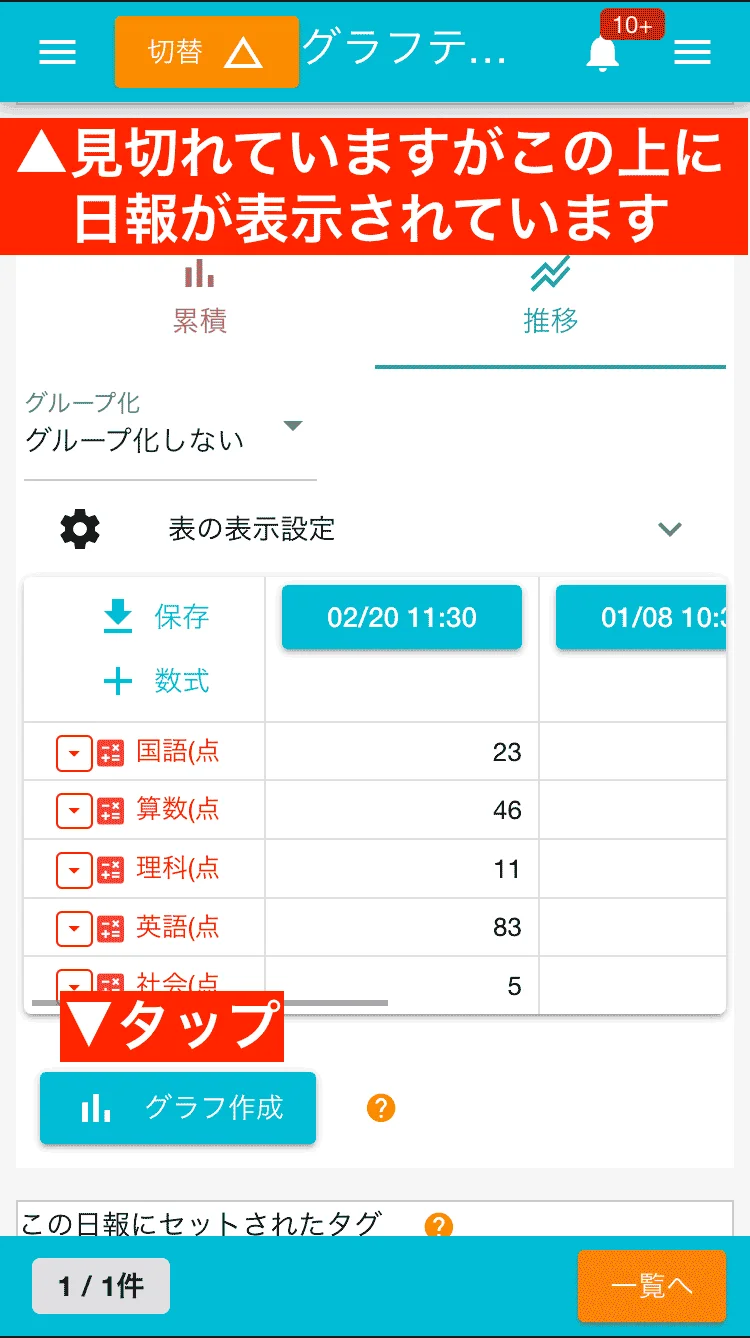 切替 グラフテ...
10+
▲見切れていますがこの上に
日報が表示されています
累積 推移
グループ化
グループ化しない
表の表示設定
保存 02/20 11:30 01/08 10:3
数式
国語(点 23
算数(点 46
理科(点 11
英語(点 83
社会(点 5
▼タップ
グラフ作成 ?
この日報にセットされたタグ ?
1 / 1件 一覧へ